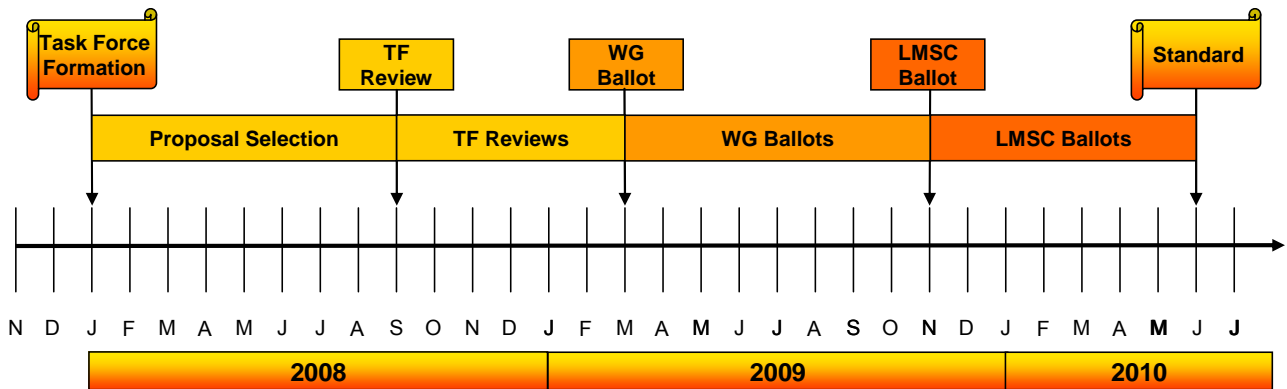 Task Force
Formation
TF
Review
WG
Ballot
LMSC
Ballot
Standard
Proposal Selection
TF Reviews
WG Ballots
LMSC Ballots
N D J F M A M J J A S O N D J F M A M J J A S O N D J F M A M J J
2008 2009 2010